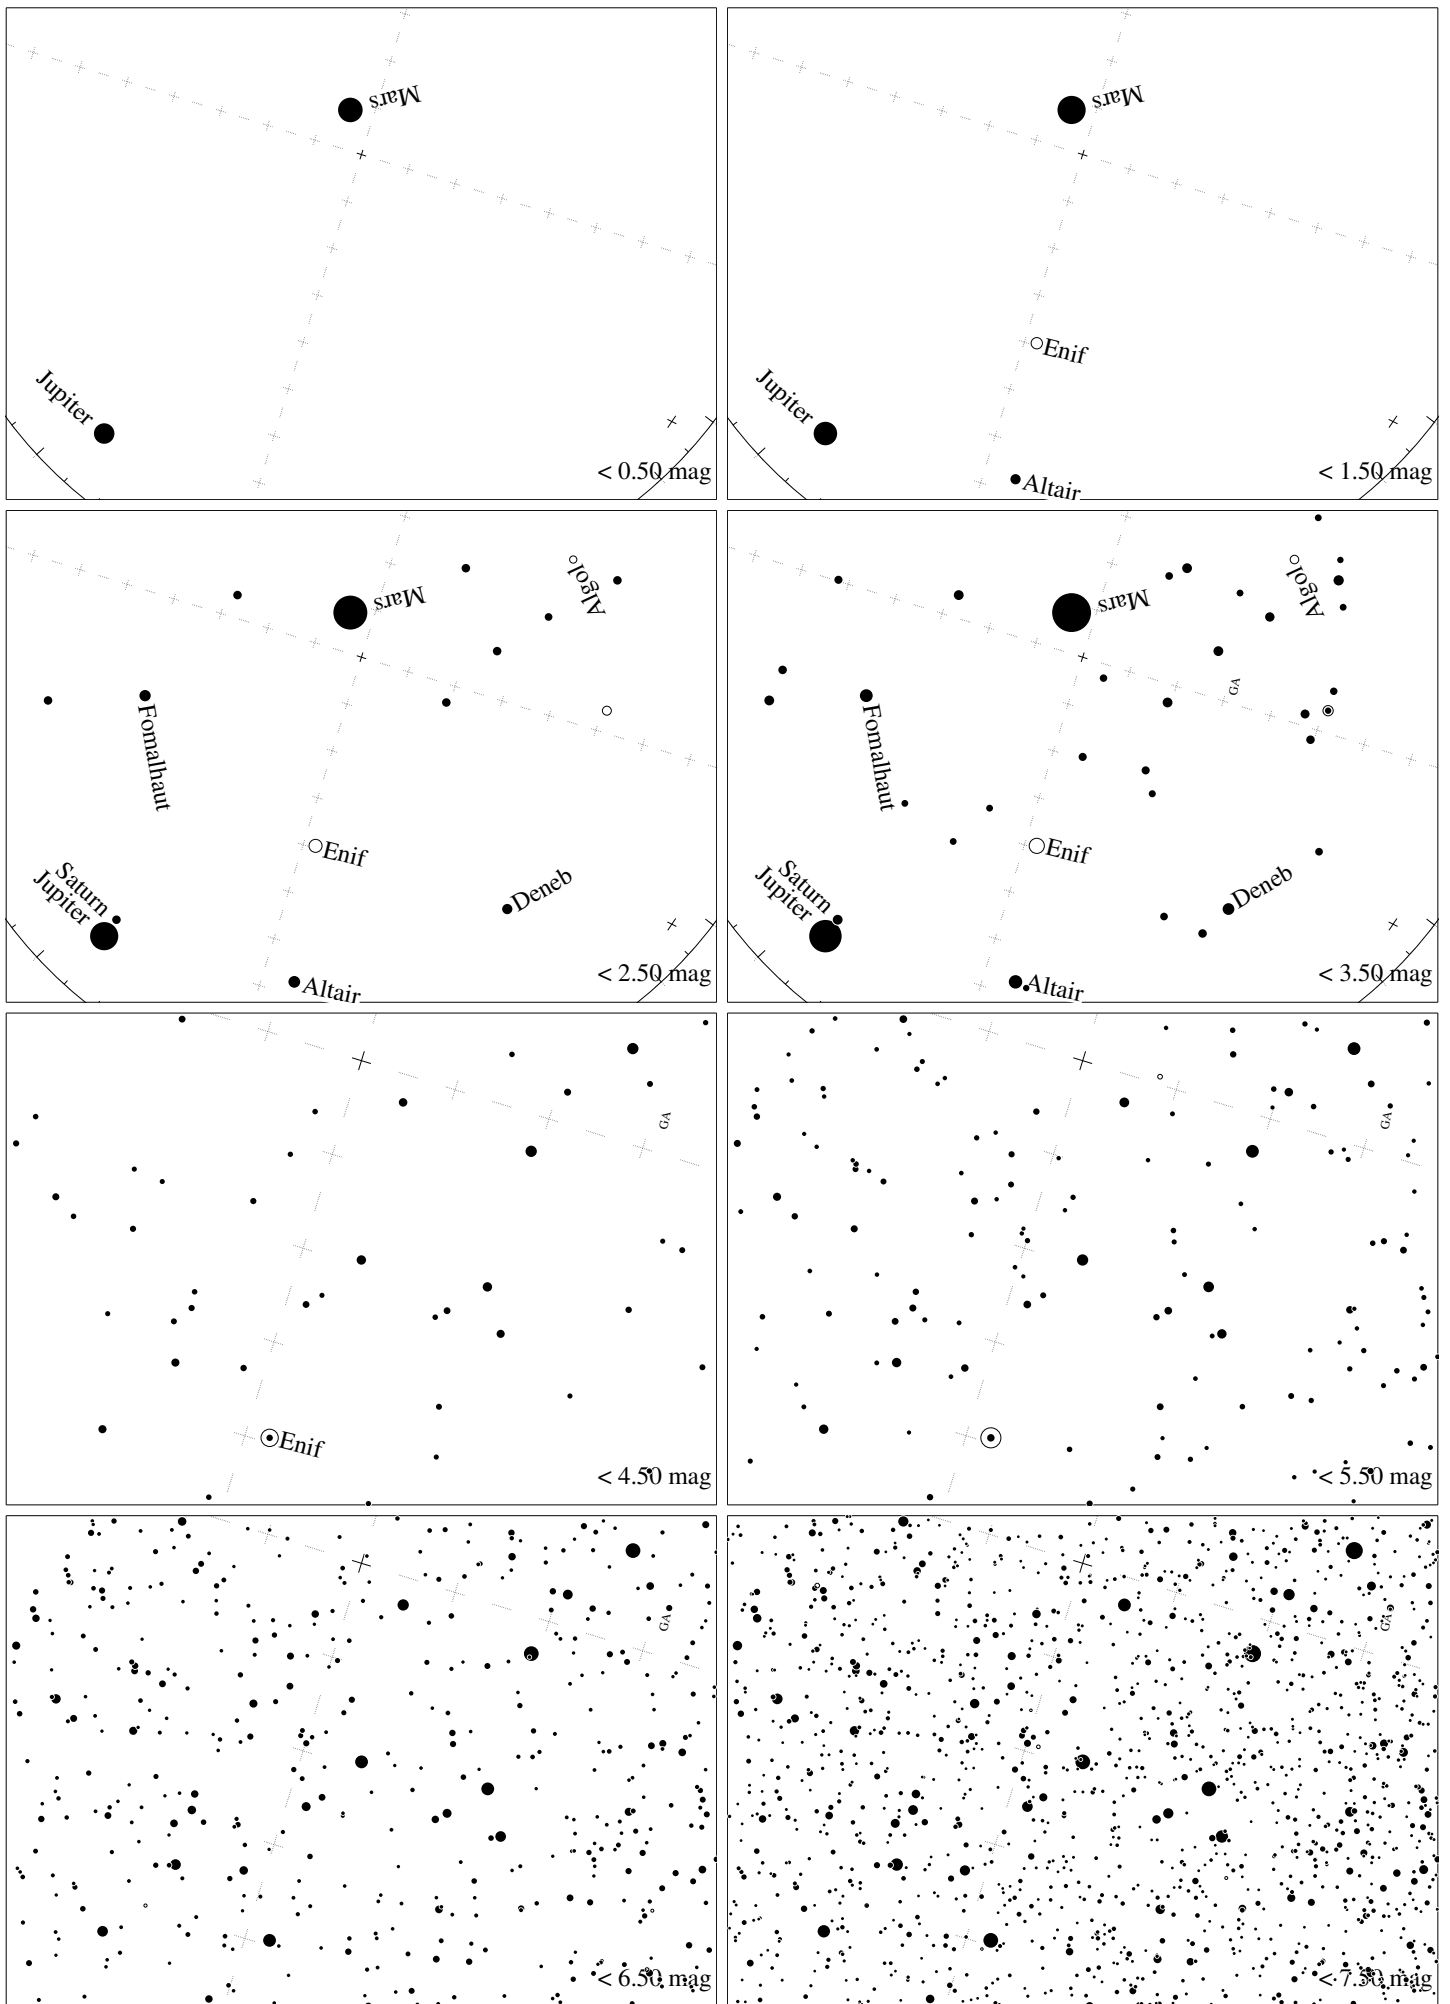 Mars
Jupiter
< 0.50 mag
Mars
Enif
Jupiter
Altair
< 1.50 mag
Algol
Mars
Fomalhaut
Enif
Saturn
Jupiter
Deneb
Altair
< 2.50 mag
Algol
Mars
GA
Fomalhaut
Enif
Saturn
Jupiter
Deneb
Altair
< 3.50 mag
GA
Enif
< 4.50 mag
GA
< 5.50 mag
GA
< 6.50 mag
GA
< 7.50 mag